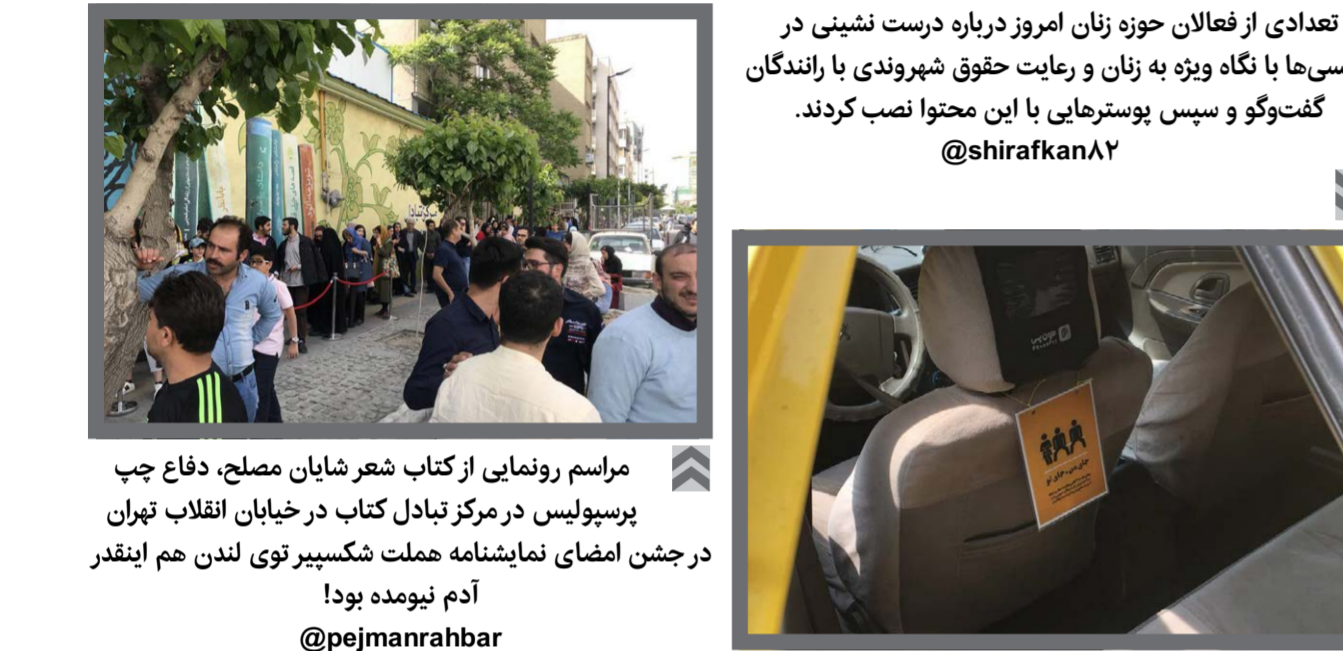 تعدادی از فعالان حوزه زنان امروز درباره درست نشینی در
سی‌ها با نگاه ویژه به زنان و رعایت حقوق شهروندی با رانندگان
گفت‌وگو و سپس پوسترهایی با این محتوا نصب کردند.
@shirafkan۸۲
جای من، جای تو
مرکز تبادل
مراسم رونمایی از کتاب شعر شایان مصلح، دفاع چپ
پرسپولیس در مرکز تبادل کتاب در خیابان انقلاب تهران
در جشن امضای نمایشنامه هملت شکسپیر توی لندن هم اینقدر
آدم نیومده بود!
@pejmanrahbar